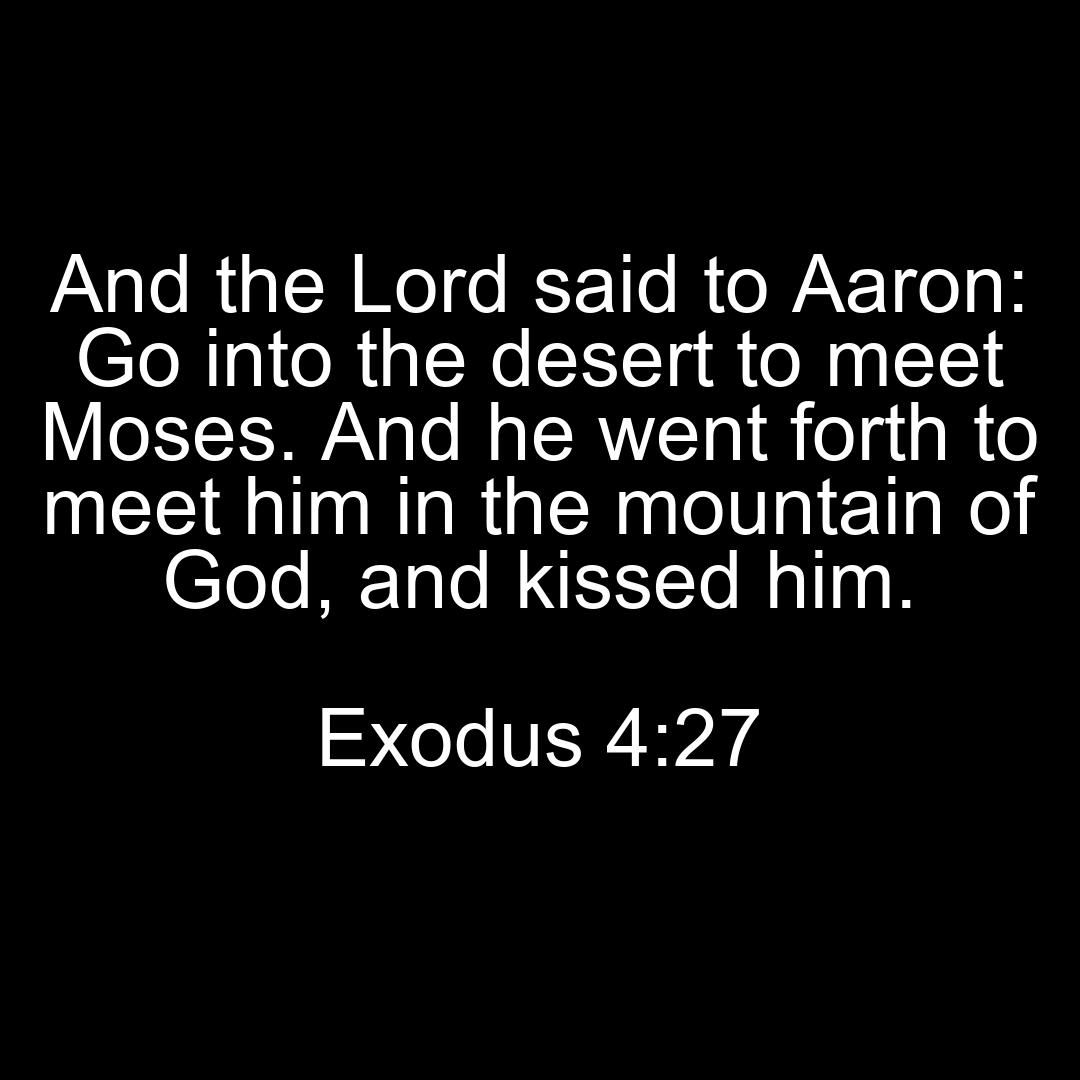 And the Lord said to Aaron:
Go into the desert to meet
Moses. And he went forth to
meet him in the mountain of
God, and kissed him.
Exodus 4:27